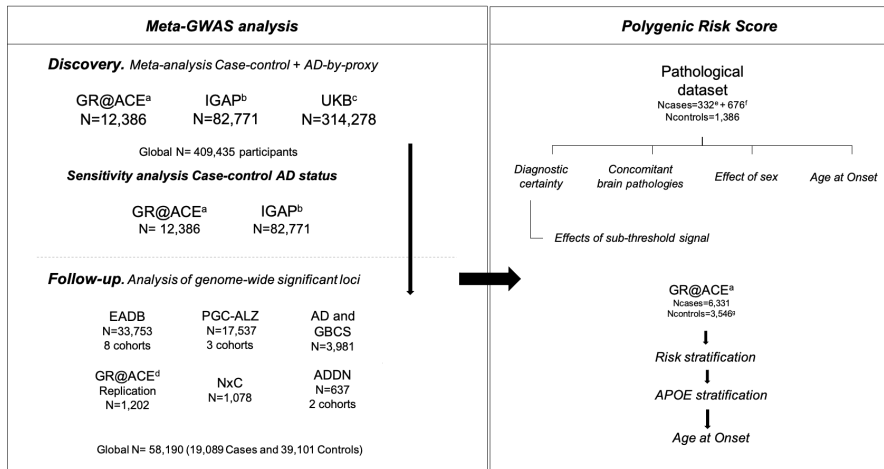 Meta-GWAS analysis
Discovery. Meta-analysis Case-control + AD-by-proxy
GR@ACEᵃ
N=12,386
IGAPᵇ
N=82,771
UKBᶜ
N=314,278
Global N= 409,435 participants
Sensitivity analysis Case-control AD status
GR@ACEᵃ
N= 12,386
IGAPᵇ
N=82,771
Follow-up. Analysis of genome-wide significant loci
EADB
N=33,753
8 cohorts
PGC-ALZ
N=17,537
3 cohorts
AD and
GBCS
N=3,981
GR@ACEᵈ
Replication
N=1,202
NxC
N=1,078
ADDN
N=637
2 cohorts
Global N= 58,190 (19,089 Cases and 39,101 Controls)
Polygenic Risk Score
Pathological
dataset
Ncases=332ᵉ + 676ᶠ
Ncontrols=1,386
Diagnostic
certainty
Concomitant
brain pathologies
Effect of sex
Age at Onset
Effects of sub-threshold signal
GR@ACEᵃ
Ncases=6,331
Ncontrols=3,546ᵍ
Risk stratification
APOE stratification
Age at Onset